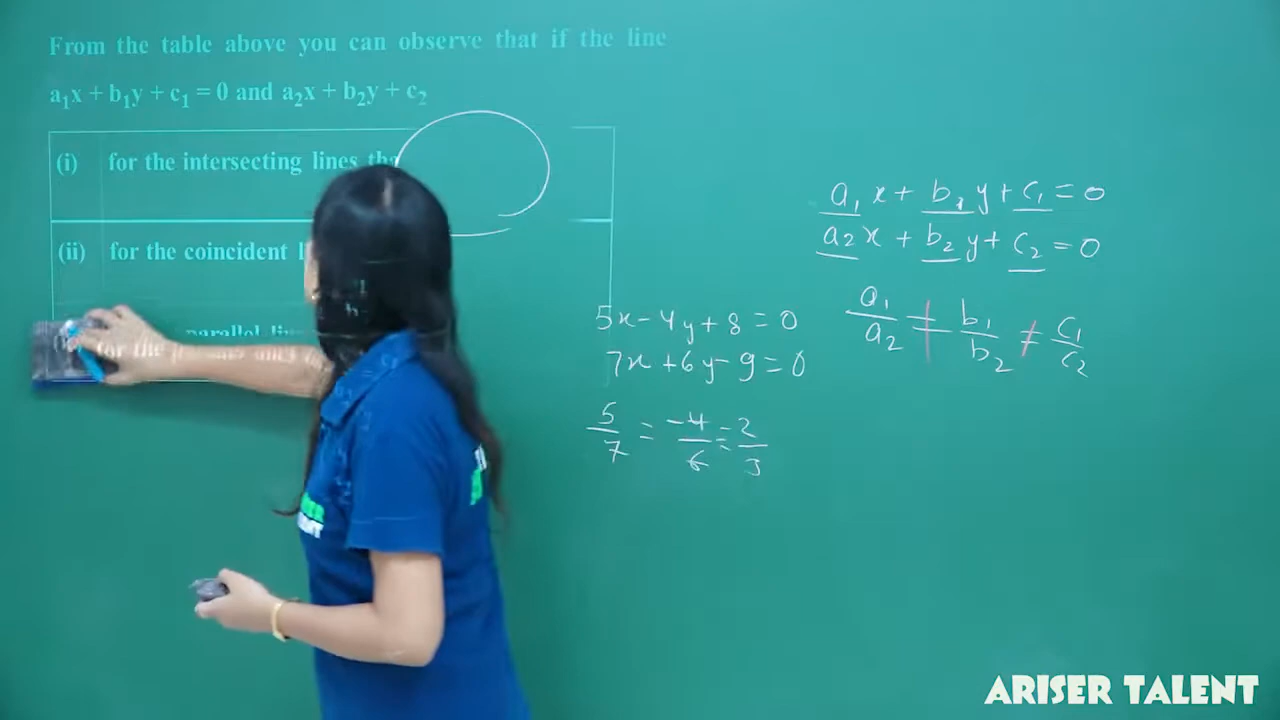 From the table above you can observe that if the line
a₁x + b₁y + c₁ = 0 and a₂x + b₂y + c₂
(i) for the intersecting lines
(ii) for the coincident
parallel
a₁x + b₁y + c₁ = 0
a₂x + b₂y + c₂ = 0
a₁/a₂ ≠ b₁/b₂ ≠ c₁/c₂
5x - 4y + 8 = 0
7x + 6y - 9 = 0
5/7 = -4/6 = -2/3
ARISER TALENT